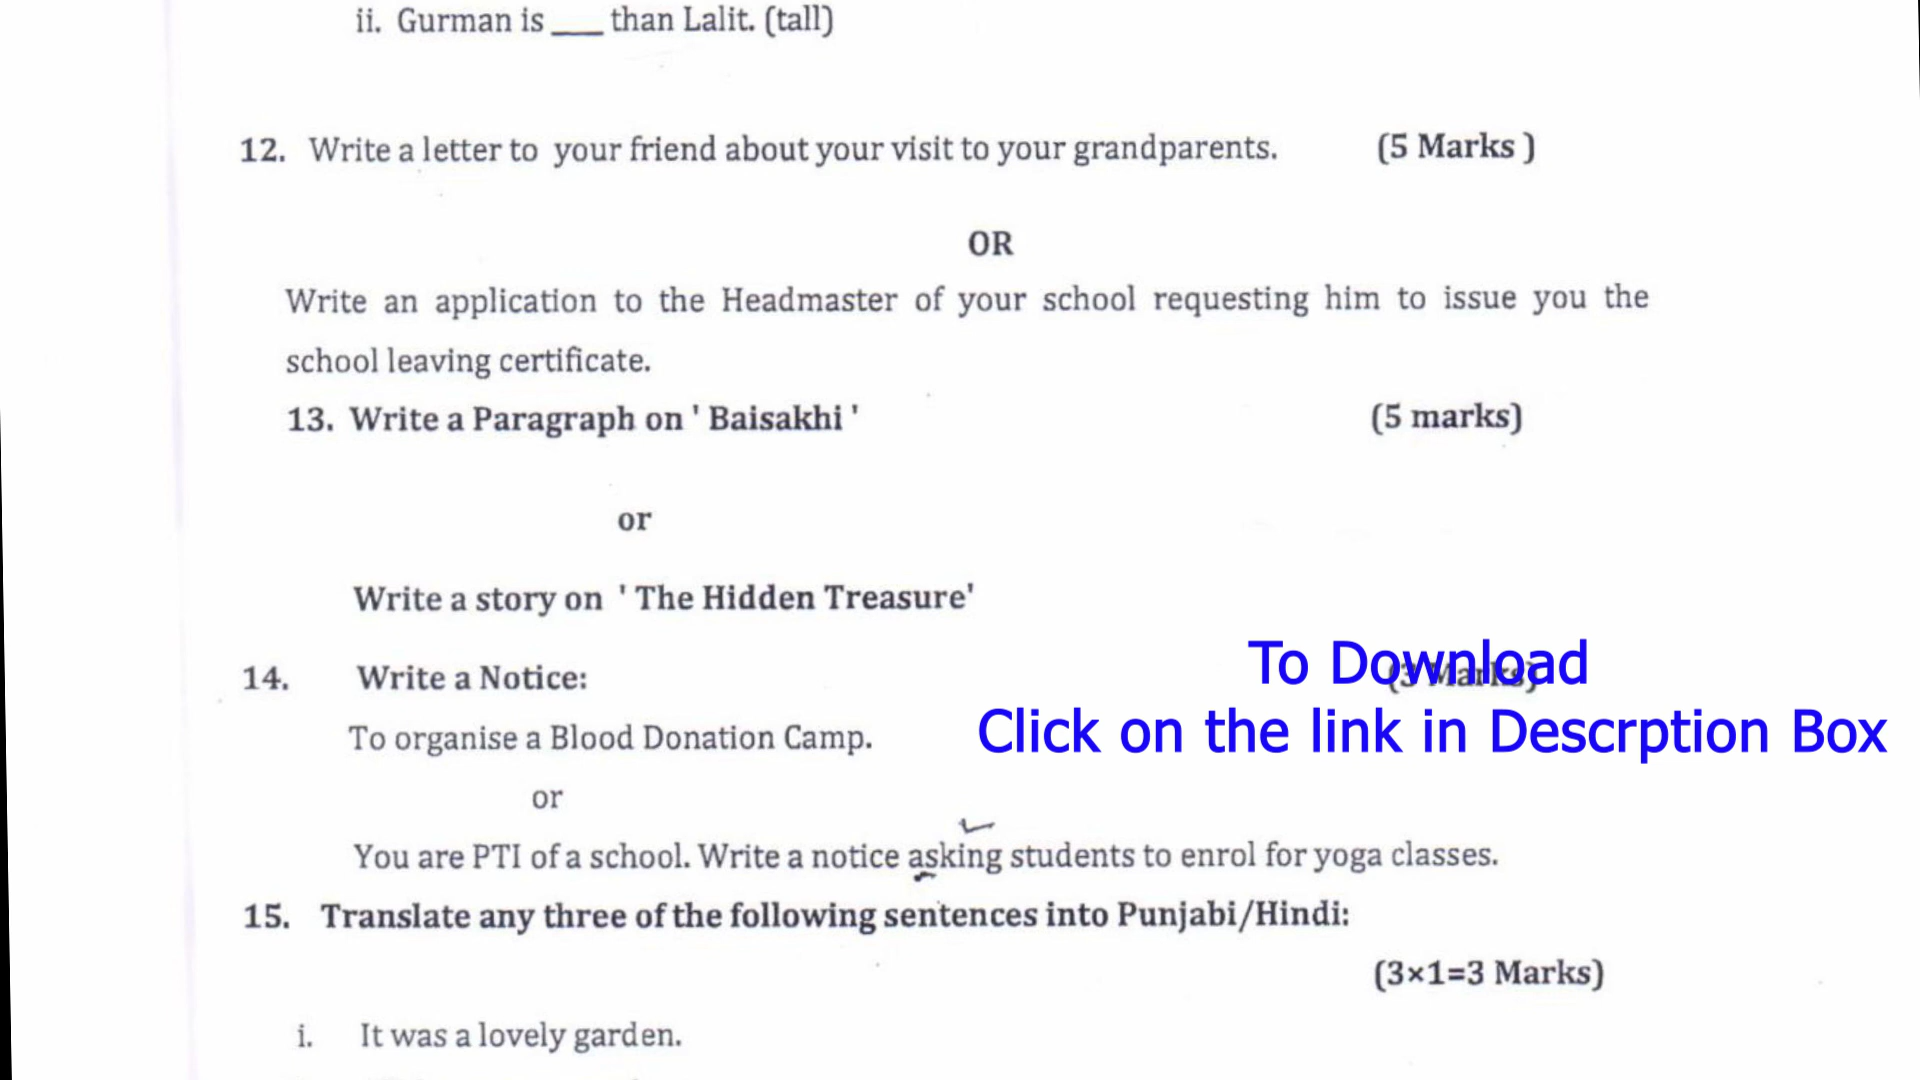 ii. Gurman is ___ than Lalit. (tall)
12. Write a letter to your friend about your visit to your grandparents. (5 Marks )
OR
Write an application to the Headmaster of your school requesting him to issue you the
school leaving certificate.
13. Write a Paragraph on ' Baisakhi ' (5 marks)
or
Write a story on ' The Hidden Treasure'
14. Write a Notice: (3 Marks)
To Download
To organise a Blood Donation Camp.
Click on the link in Descrption Box
or
You are PTI of a school. Write a notice asking students to enrol for yoga classes.
15. Translate any three of the following sentences into Punjabi/Hindi:
(3×1=3 Marks)
i. It was a lovely garden.